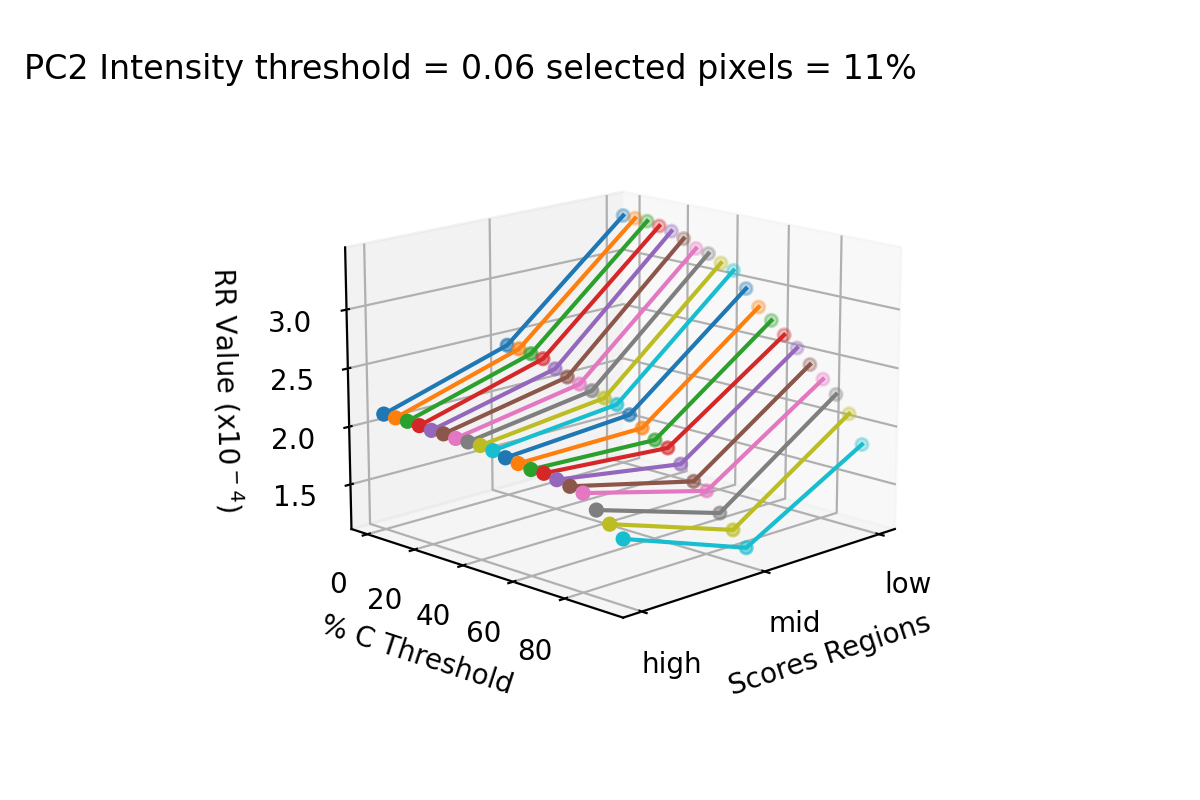 PC2 Intensity threshold = 0.06 selected pixels = 11%
RR Value (x10⁻⁴)
3.0
2.5
2.0
1.5
0
20
40
60
80
% C Threshold
high
mid
low
Scores Regions